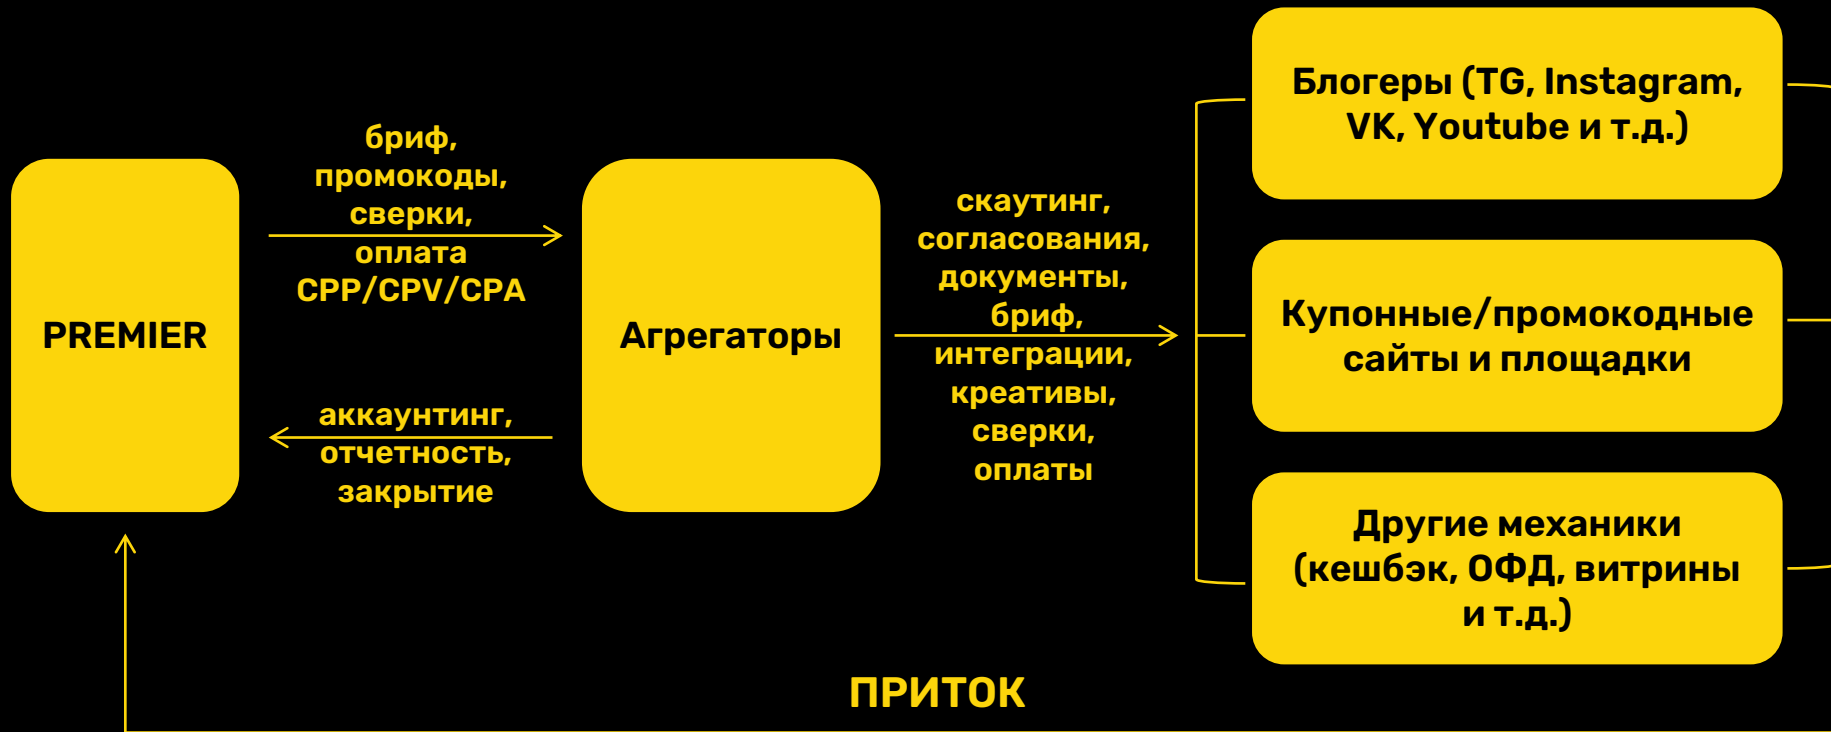 PREMIER
бриф,
промокоды,
сверки,
оплата
CPP/CPV/CPA
аккаунтинг,
отчетность,
закрытие
Агрегаторы
скаутинг,
согласования,
документы,
бриф,
интеграции,
креативы,
сверки,
оплаты
Блогеры (TG, Instagram,
VK, Youtube и т.д.)
Купонные/промокодные
сайты и площадки
Другие механики
(кешбэк, ОФД, витрины
и т.д.)
ПРИТОК